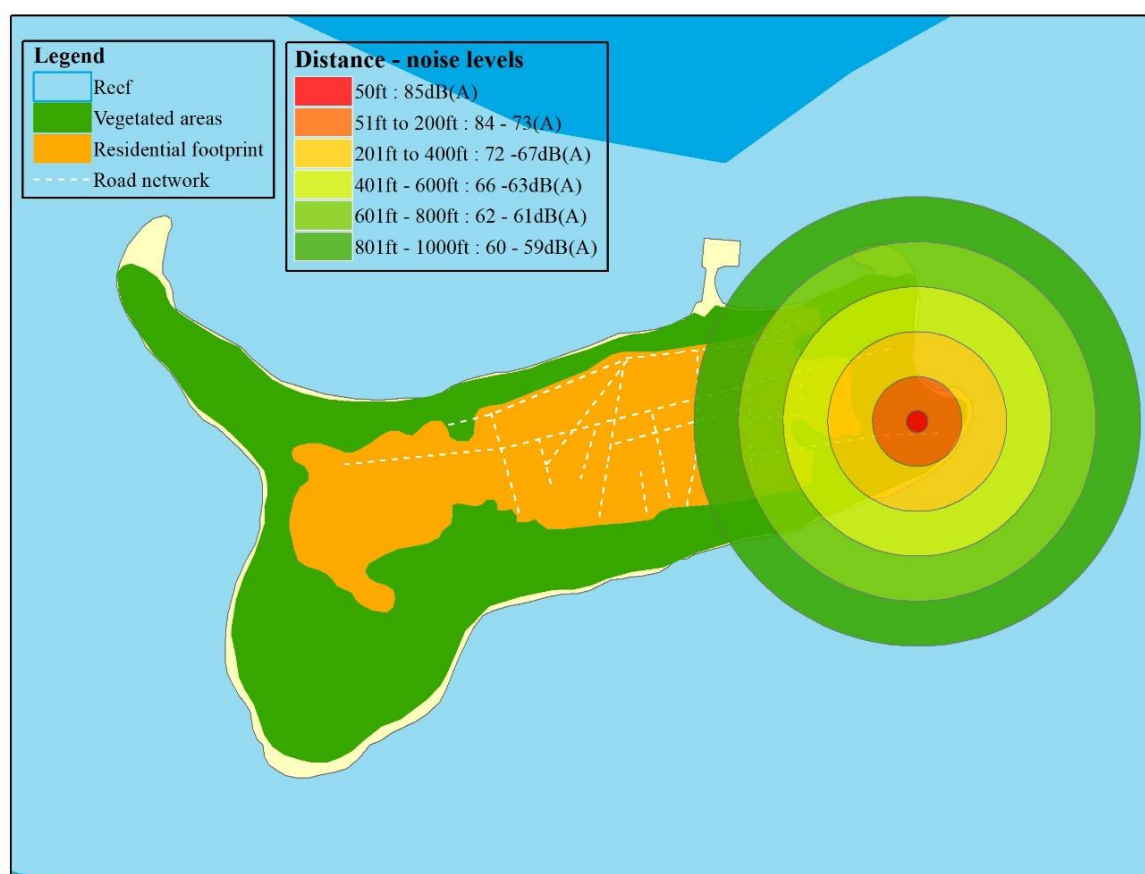 Legend
Reef
Vegetated areas
Residential footprint
Road network
Distance - noise levels
50ft : 85dB(A)
51ft to 200ft : 84 - 73(A)
201ft to 400ft : 72 -67dB(A)
401ft - 600ft : 66 -63dB(A)
601ft - 800ft : 62 - 61dB(A)
801ft - 1000ft : 60 - 59dB(A)